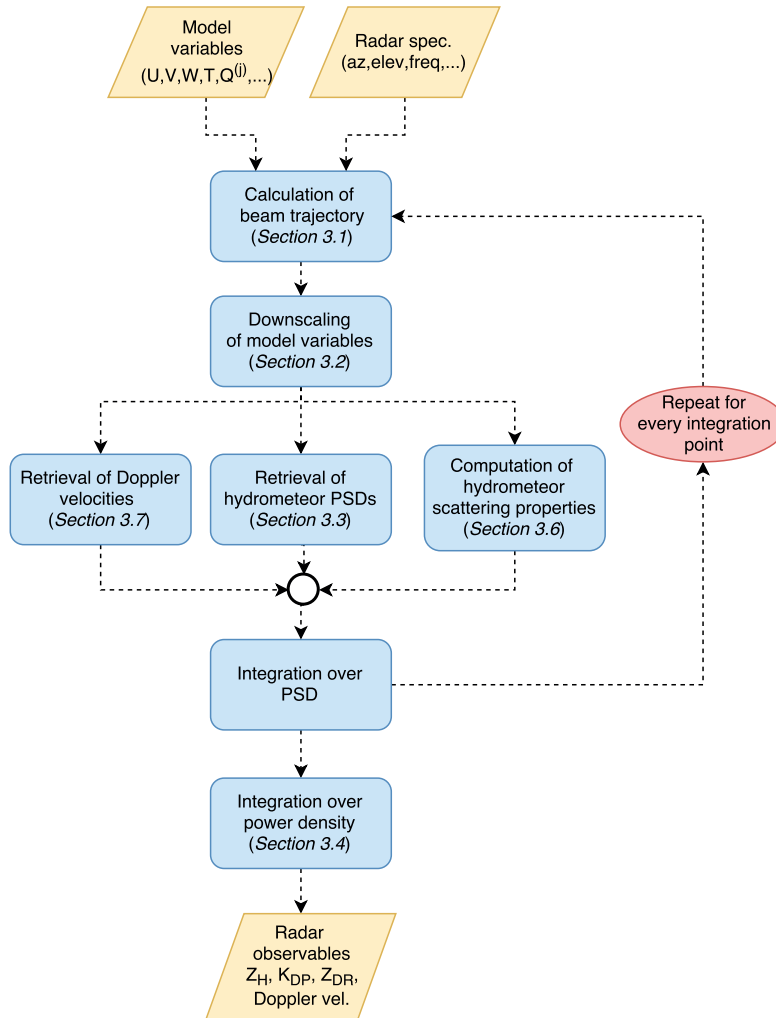 Model
variables
(U,V,W,T,Q(j),...)
Radar spec.
(az,elev,freq,...)
Calculation of
beam trajectory
(Section 3.1)
Downscaling
of model variables
(Section 3.2)
Repeat for
every integration
point
Retrieval of Doppler
velocities
(Section 3.7)
Retrieval of
hydrometeor PSDs
(Section 3.3)
Computation of
hydrometeor
scattering properties
(Section 3.6)
Integration over
PSD
Integration over
power density
(Section 3.4)
Radar
observables
ZH, KDP, ZDR,
Doppler vel.